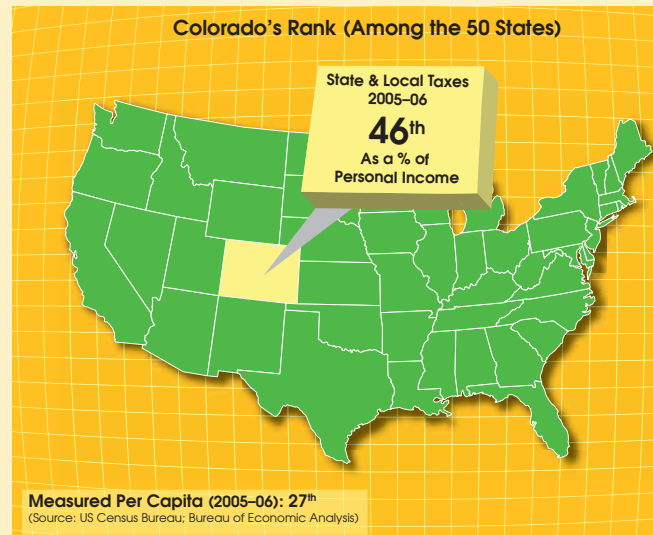 Colorado's Rank (Among the 50 States)
State & Local Taxes
2005–06
46th
As a % of
Personal Income
Measured Per Capita (2005–06): 27th
(Source: US Census Bureau; Bureau of Economic Analysis)